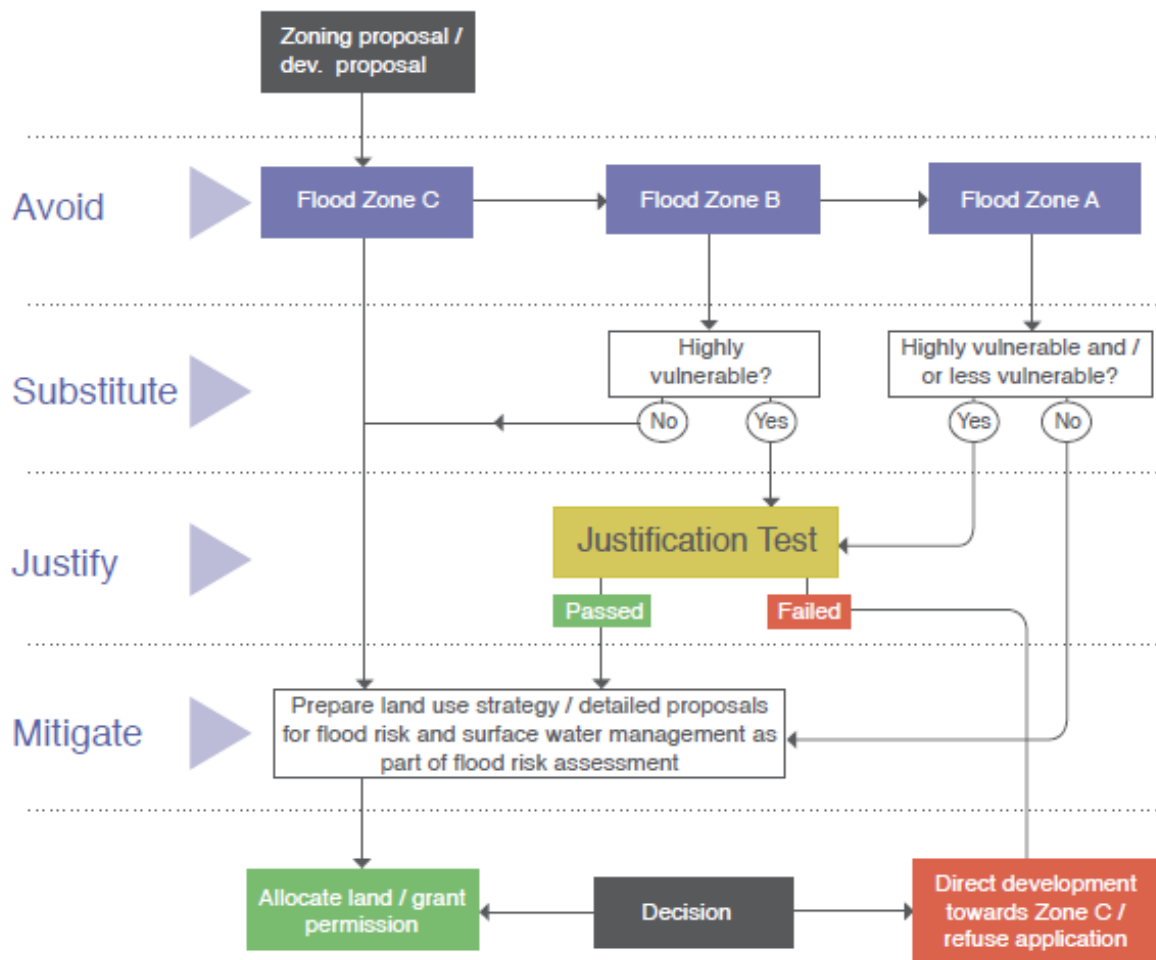 Zoning proposal /
dev. proposal
Avoid
Flood Zone C
Flood Zone B
Flood Zone A
Substitute
Highly
vulnerable?
No
Yes
Highly vulnerable and /
or less vulnerable?
Yes
No
Justify
Justification Test
Passed
Failed
Mitigate
Prepare land use strategy / detailed proposals
for flood risk and surface water management as
part of flood risk assessment
Allocate land / grant
permission
Decision
Direct development
towards Zone C /
refuse application